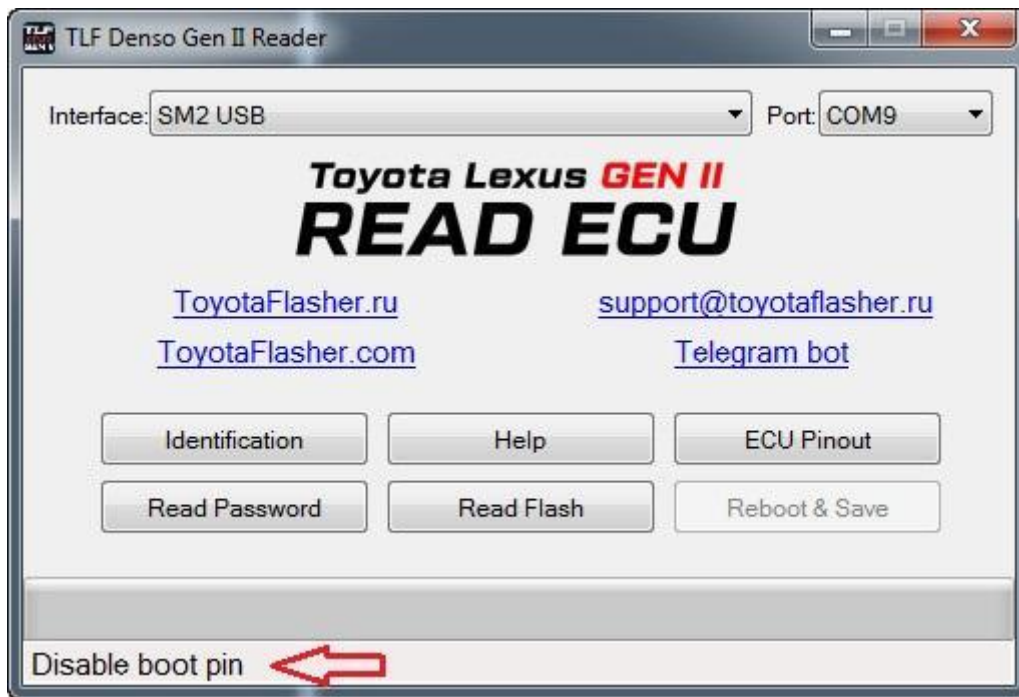 TLF Denso Gen II Reader
Interface: SM2 USB Port: COM9
Toyota Lexus GEN II
READ ECU
ToyotaFlasher.ru support@toyotaflasher.ru
ToyotaFlasher.com Telegram bot
Identification Help ECU Pinout
Read Password Read Flash Reboot & Save
Disable boot pin